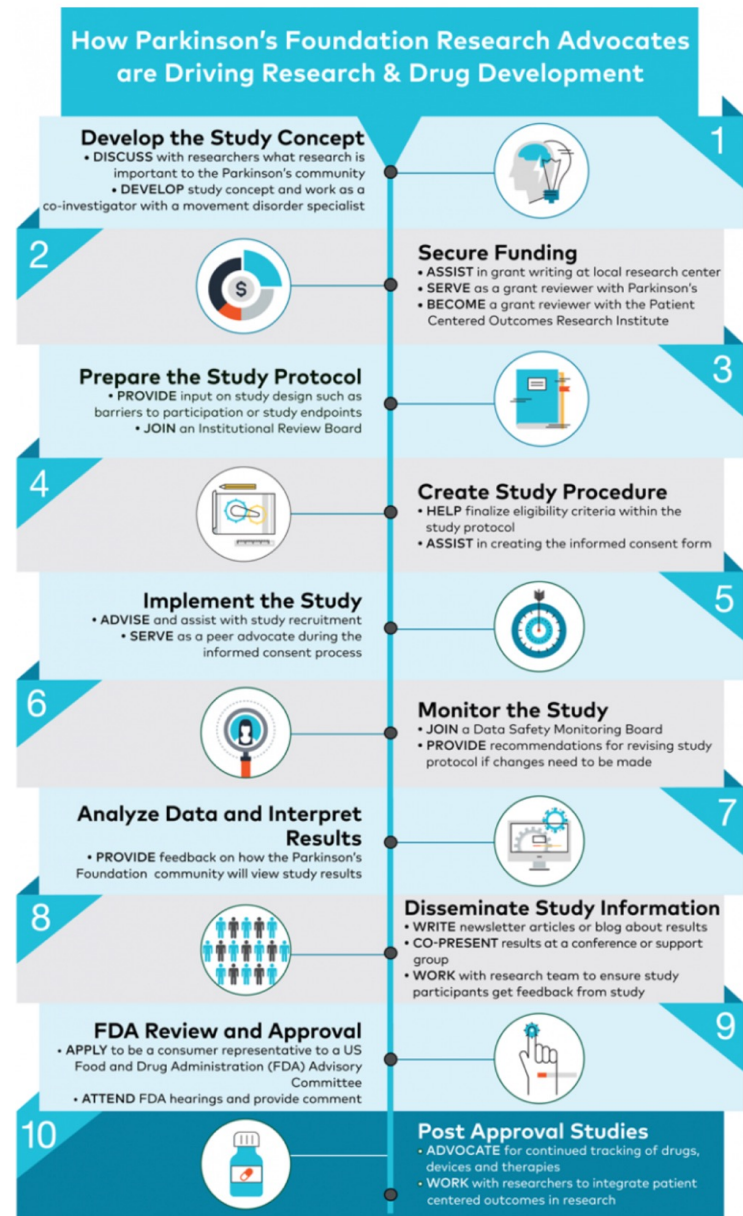 How Parkinson's Foundation Research Advocates
are Driving Research & Drug Development
1
Develop the Study Concept
• DISCUSS with researchers what research is
important to the Parkinson's community
• DEVELOP study concept and work as a
co-investigator with a movement disorder specialist
2
$
Secure Funding
• ASSIST in grant writing at local research center
• SERVE as a grant reviewer with Parkinson's
• BECOME a grant reviewer with the Patient
Centered Outcomes Research Institute
3
Prepare the Study Protocol
• PROVIDE input on study design such as
barriers to participation or study endpoints
• JOIN an Institutional Review Board
4
Create Study Procedure
• HELP finalize eligibility criteria within the
study protocol
• ASSIST in creating the informed consent form
5
Implement the Study
• ADVISE and assist with study recruitment
• SERVE as a peer advocate during the
informed consent process
6
Monitor the Study
• JOIN a Data Safety Monitoring Board
• PROVIDE recommendations for revising study
protocol if changes need to be made
7
Analyze Data and Interpret
Results
• PROVIDE feedback on how the Parkinson's
Foundation community will view study results
8
Disseminate Study Information
• WRITE newsletter articles or blog about results
• CO-PRESENT results at a conference or support
group
• WORK with research team to ensure study
participants get feedback from study
9
FDA Review and Approval
• APPLY to be a consumer representative to a US
Food and Drug Administration (FDA) Advisory
Committee
• ATTEND FDA hearings and provide comment
10
Post Approval Studies
• ADVOCATE for continued tracking of drugs,
devices and therapies
• WORK with researchers to integrate patient
centered outcomes in research